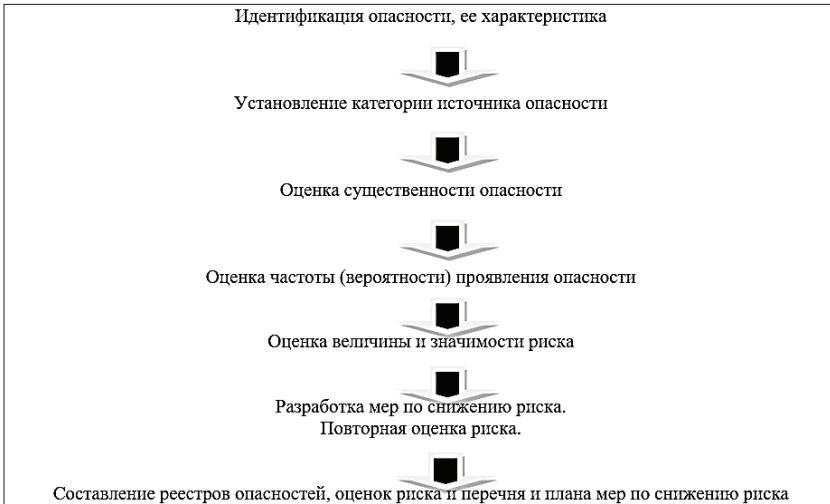 Идентификация опасности, ее характеристика
Установление категории источника опасности
Оценка существенности опасности
Оценка частоты (вероятности) проявления опасности
Оценка величины и значимости риска
Разработка мер по снижению риска.
Повторная оценка риска.
Составление реестров опасностей, оценок риска и перечня и плана мер по снижению риска